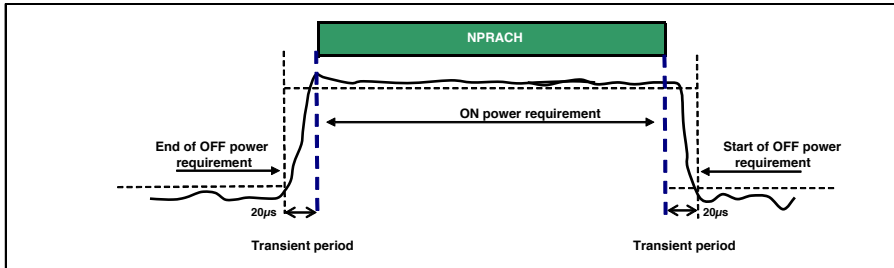 NPRACH
ON power requirement
End of OFF power
requirement
Start of OFF power
requirement
20µs
20µs
Transient period
Transient period